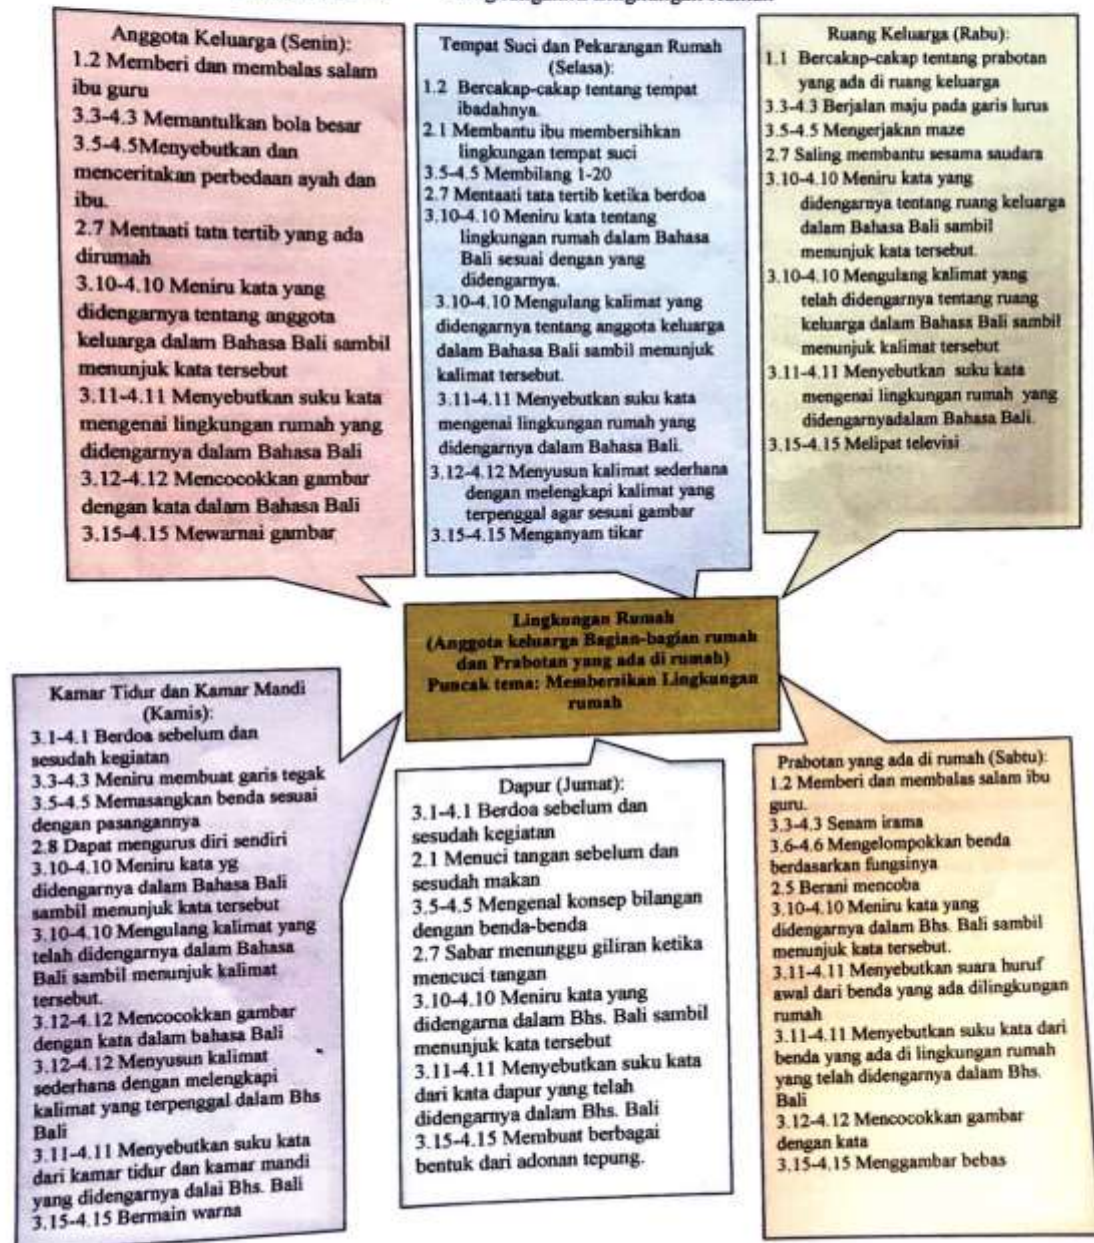 Lingkungan Rumah
Anggota Keluarga (Senin):
1.2 Memberi dan membalas salam
ibu guru
3.3-4.3 Memantulkan bola besar
3.5-4.5Menyebutkan dan
menceritakan perbedaan ayah dan
ibu.
2.7 Mentaati tata tertib yang ada
dirumah
3.10-4.10 Meniru kata yang
didengarnya tentang anggota
keluarga dalam Bahasa Bali sambil
menunjuk kata tersebut
3.11-4.11 Menyebutkan suku kata
mengenai lingkungan rumah yang
didengarnya dalam Bahasa Bali
3.12-4.12 Mencocokkan gambar
dengan kata dalam Bahasa Bali
3.15-4.15 Mewarnai gambar
Tempat Suci dan Pekarangan Rumah
(Selasa):
1.2 Bercakap-cakap tentang tempat
ibadahnya.
2.1 Membantu ibu membersihkan
lingkungan tempat suci
3.5-4.5 Membilang 1-20
2.7 Mentaati tata tertib ketika berdoa
3.10-4.10 Meniru kata tentang
lingkungan rumah dalam Bahasa
Bali sesuai dengan yang
didengarnya.
3.10-4.10 Mengulang kalimat yang
didengarnya tentang anggota keluarga
dalam Bahasa Bali sambil menunjuk
kalimat tersebut.
3.11-4.11 Menyebutkan suku kata
mengenai lingkungan rumah yang
didengarnya dalam Bahasa Bali.
3.12-4.12 Menyusun kalimat sederhana
dengan melengkapi kalimat yang
terpenggal agar sesuai gambar
3.15-4.15 Menganyam tikar
Ruang Keluarga (Rabu):
1.1 Bercakap-cakap tentang prabotan
yang ada di ruang keluarga
3.3-4.3 Berjalan maju pada garis lurus
3.5-4.5 Mengerjakan maze
2.7 Saling membantu sesama saudara
3.10-4.10 Meniru kata yang
didengarnya tentang ruang keluarga
dalam Bahasa Bali sambil
menunjuk kata tersebut.
3.10-4.10 Mengulang kalimat yang
telah didengarnya tentang ruang
keluarga dalam Bahasa Bali sambil
menunjuk kalimat tersebut
3.11-4.11 Menyebutkan suku kata
mengenai lingkungan rumah yang
didengarnyadalam Bahasa Bali.
3.15-4.15 Melipat televisi
Lingkungan Rumah
(Anggota keluarga Bagian-bagian rumah
dan Prabotan yang ada di rumah)
Puncak tema: Membersikan Lingkungan
rumah
Kamar Tidur dan Kamar Mandi
(Kamis):
3.1-4.1 Berdoa sebelum dan
sesudah kegiatan
3.3-4.3 Meniru membuat garis tegak
3.5-4.5 Memasangkan benda sesuai
dengan pasangannya
2.8 Dapat mengurus diri sendiri
3.10-4.10 Meniru kata yg
didengarnya dalam Bahasa Bali
sambil menunjuk kata tersebut
3.10-4.10 Mengulang kalimat yang
telah didengarnya dalam Bahasa
Bali sambil menunjuk kalimat
tersebut.
3.12-4.12 Mencocokkan gambar
dengan kata dalam bahasa Bali
3.12-4.12 Menyusun kalimat
sederhana dengan melengkapi
kalimat yang terpenggal dalam Bhs
Bali
3.11-4.11 Menyebutkan suku kata
dari kamar tidur dan kamar mandi
yang didengarnya dalai Bhs. Bali
3.15-4.15 Bermain warna
Dapur (Jumat):
3.1-4.1 Berdoa sebelum dan
sesudah kegiatan
2.1 Menuci tangan sebelum dan
sesudah makan
3.5-4.5 Mengenal konsep bilangan
dengan benda-benda
2.7 Sabar menunggu giliran ketika
mencuci tangan
3.10-4.10 Meniru kata yang
didengarna dalam Bhs. Bali sambil
menunjuk kata tersebut
3.11-4.11 Menyebutkan suku kata
dari kata dapur yang telah
didengarnya dalam Bhs. Bali
3.15-4.15 Membuat berbagai
bentuk dari adonan tepung.
Prabotan yang ada di rumah (Sabtu):
1.2 Memberi dan membalas salam ibu
guru.
3.3-4.3 Senam irama
3.6-4.6 Mengelompokkan benda
berdasarkan fungsinya
2.5 Berani mencoba
3.10-4.10 Meniru kata yang
didengarnya dalam Bhs. Bali sambil
menunjuk kata tersebut.
3.11-4.11 Menyebutkan suara huruf
awal dari benda yang ada dilingkungan
rumah
3.11-4.11 Menyebutkan suku kata dari
benda yang ada di lingkungan rumah
yang telah didengarnya dalam Bhs.
Bali
3.12-4.12 Mencocokkan gambar
dengan kata
3.15-4.15 Menggambar bebas